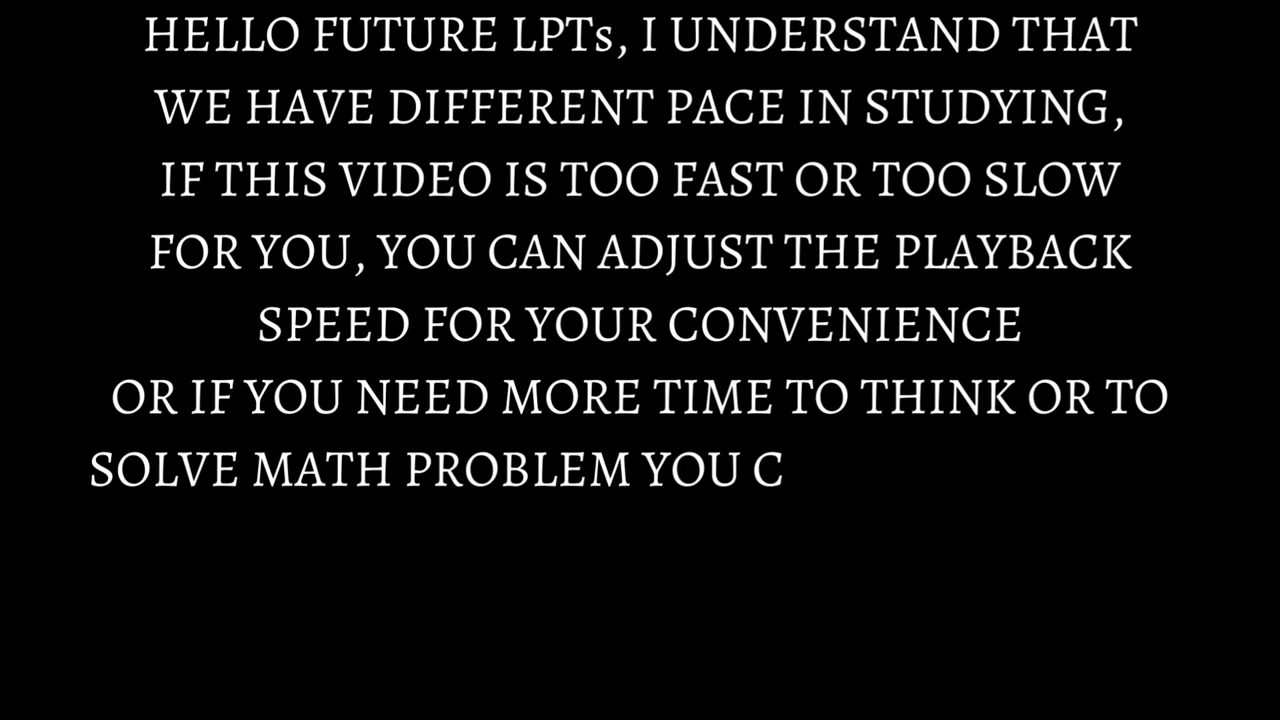 HELLO FUTURE LPTs, I UNDERSTAND THAT
WE HAVE DIFFERENT PACE IN STUDYING,
IF THIS VIDEO IS TOO FAST OR TOO SLOW
FOR YOU, YOU CAN ADJUST THE PLAYBACK
SPEED FOR YOUR CONVENIENCE
OR IF YOU NEED MORE TIME TO THINK OR TO
SOLVE MATH PROBLEM YOU C